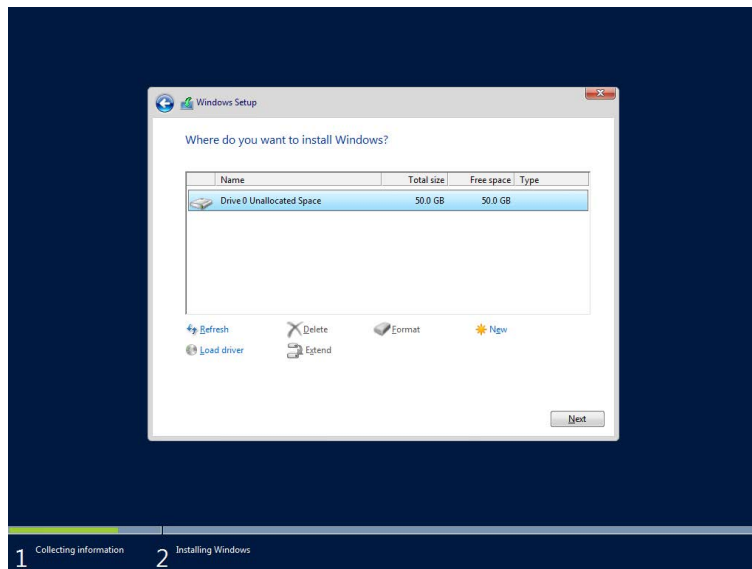 Windows Setup
Where do you want to install Windows?
Name Total size Free space Type
Drive 0 Unallocated Space 50.0 GB 50.0 GB
Refresh Delete Format New
Load driver Extend
Next
1 Collecting information 2 Installing Windows